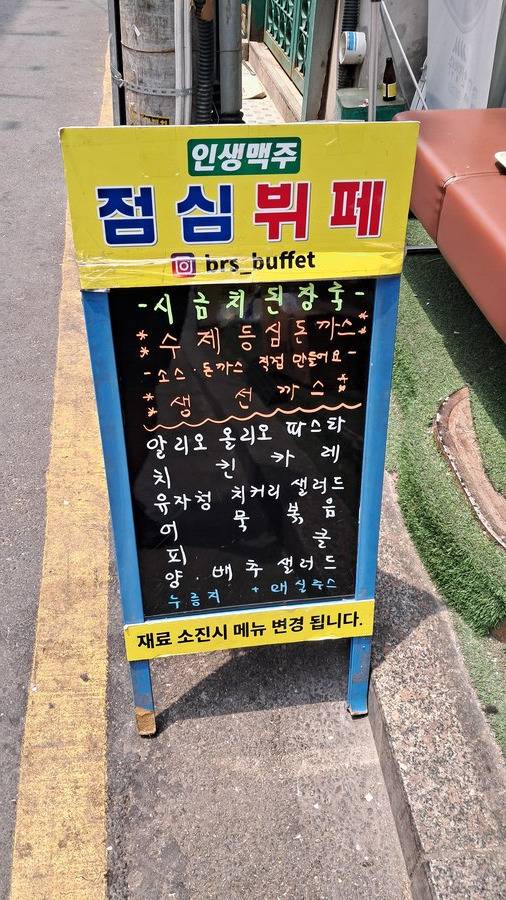 인생맥주
점심뷔페
brs_buffet
-시금치된장국-
**수제등심돈까스**
-소스·돈까스 직접 만들어요-
**생선까스**
알리오 올리오 파스타
치킨카레
유자청 치커리 샐러드
어묵볶음
피클
양·배추 샐러드
누룽지 + 매실쥬스
재료 소진시 메뉴 변경 됩니다.